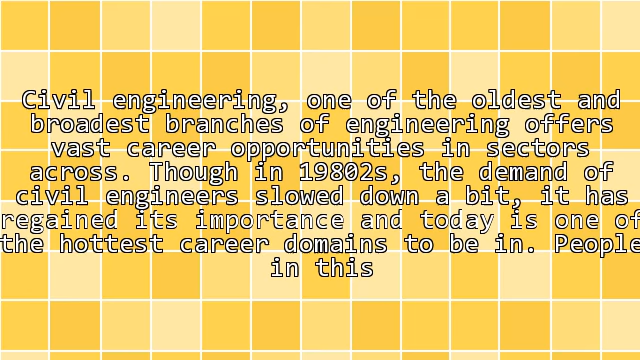 Civil engineering, one of the oldest and
broadest branches of engineering offers
vast career opportunities in sectors
across. Though in 19802s, the demand of
civil engineers slowed down a bit, it has
regained its importance and today is one of
the hottest career domains to be in. People
in this